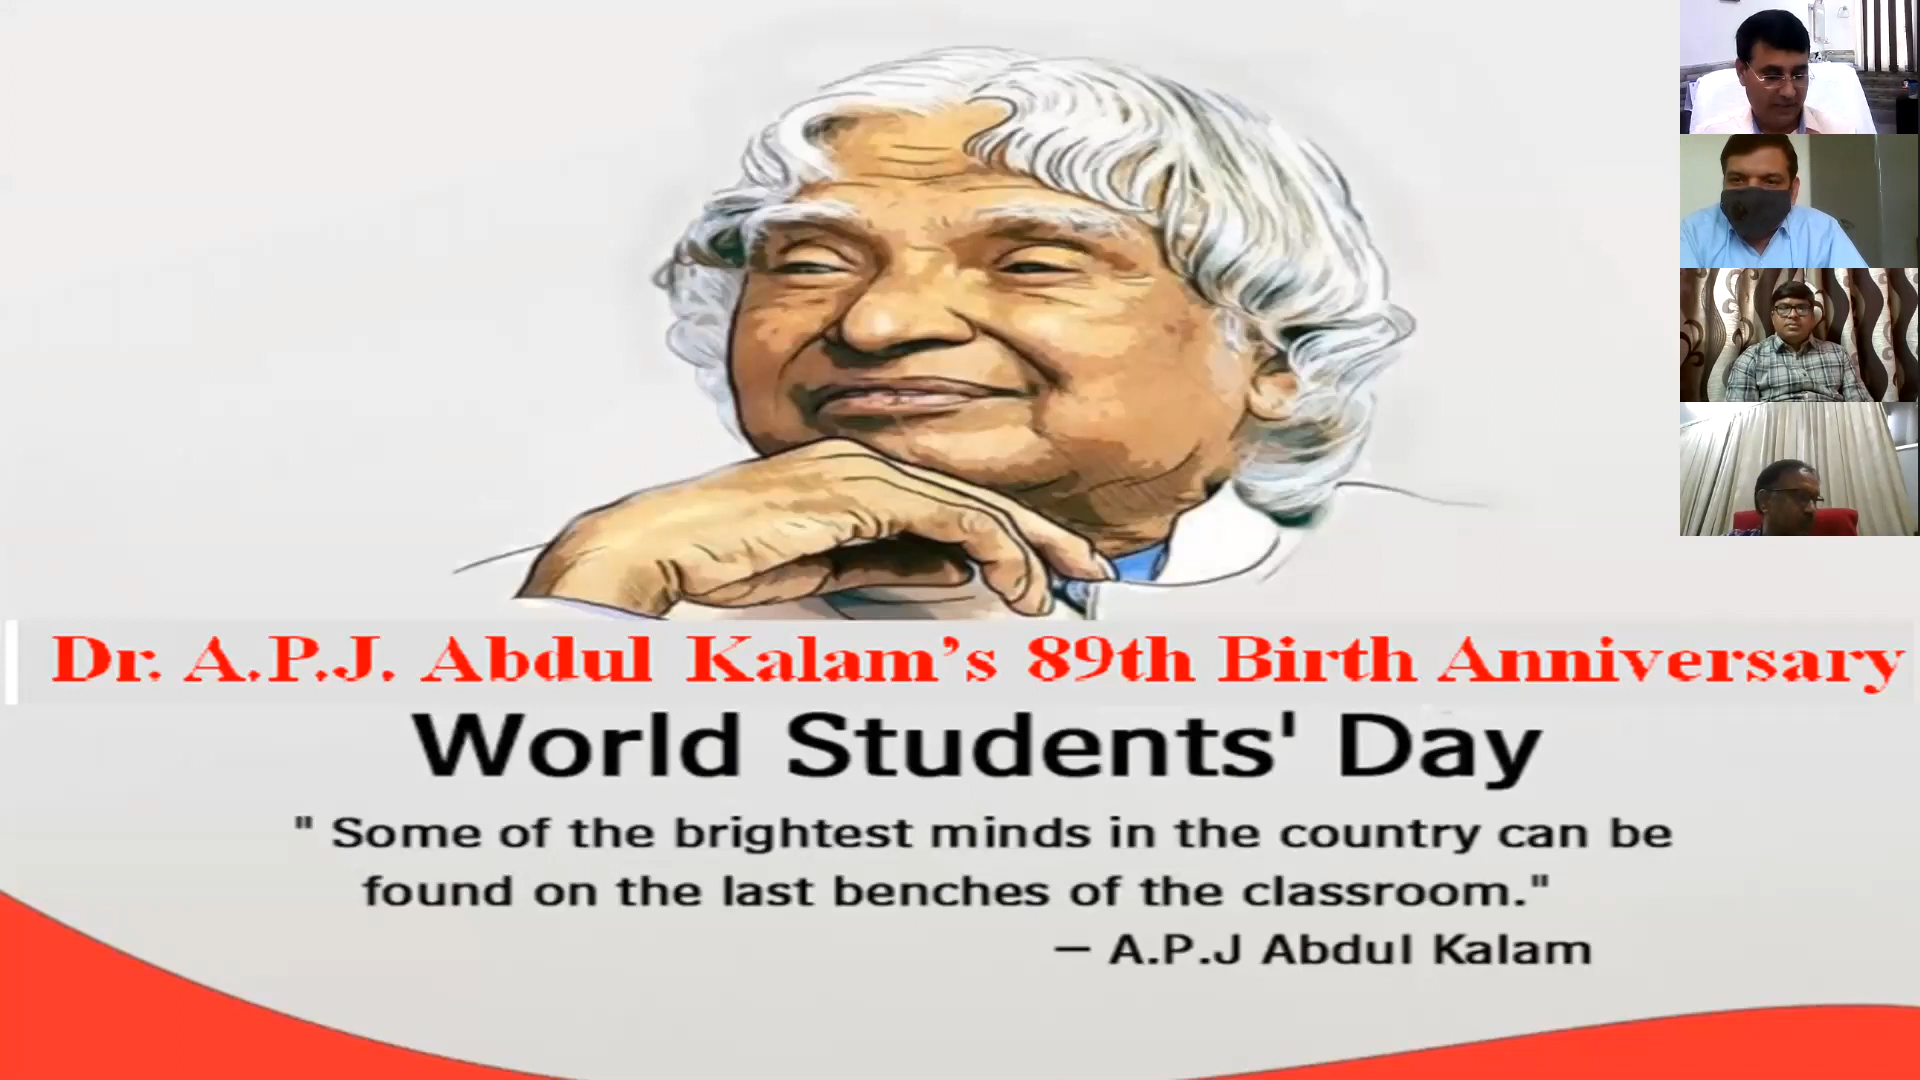 Dr. A.P.J. Abdul Kalam’s 89th Birth Anniversary
World Students' Day
" Some of the brightest minds in the country can be
found on the last benches of the classroom."
— A.P.J Abdul Kalam